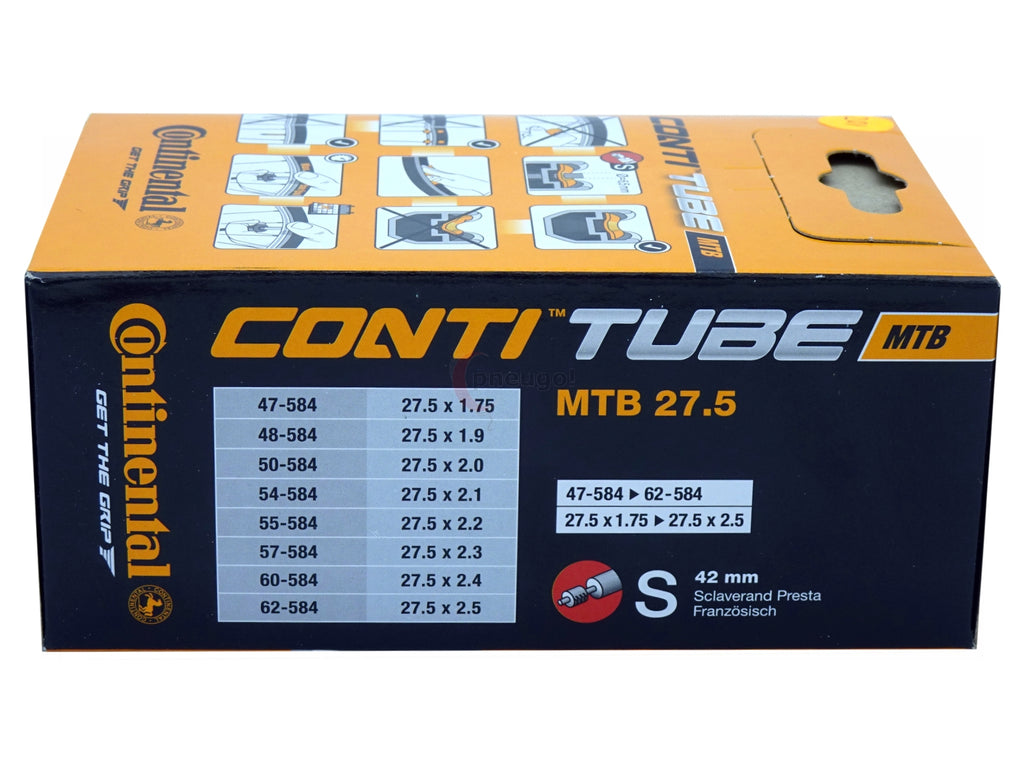 Continental
GET THE GRIP
CONTI TUBE MTB
S
Continental
GET THE GRIP
CONTINENTAL · CONTINENTAL
CONTI™ TUBE MTB
pneugo!
MTB 27.5
47-584 27.5 x 1.75
48-584 27.5 x 1.9
50-584 27.5 x 2.0
54-584 27.5 x 2.1
55-584 27.5 x 2.2
57-584 27.5 x 2.3
60-584 27.5 x 2.4
62-584 27.5 x 2.5
47-584 ▶ 62-584
27.5 x 1.75 ▶ 27.5 x 2.5
S 42 mm
Sclaverand Presta
Französisch